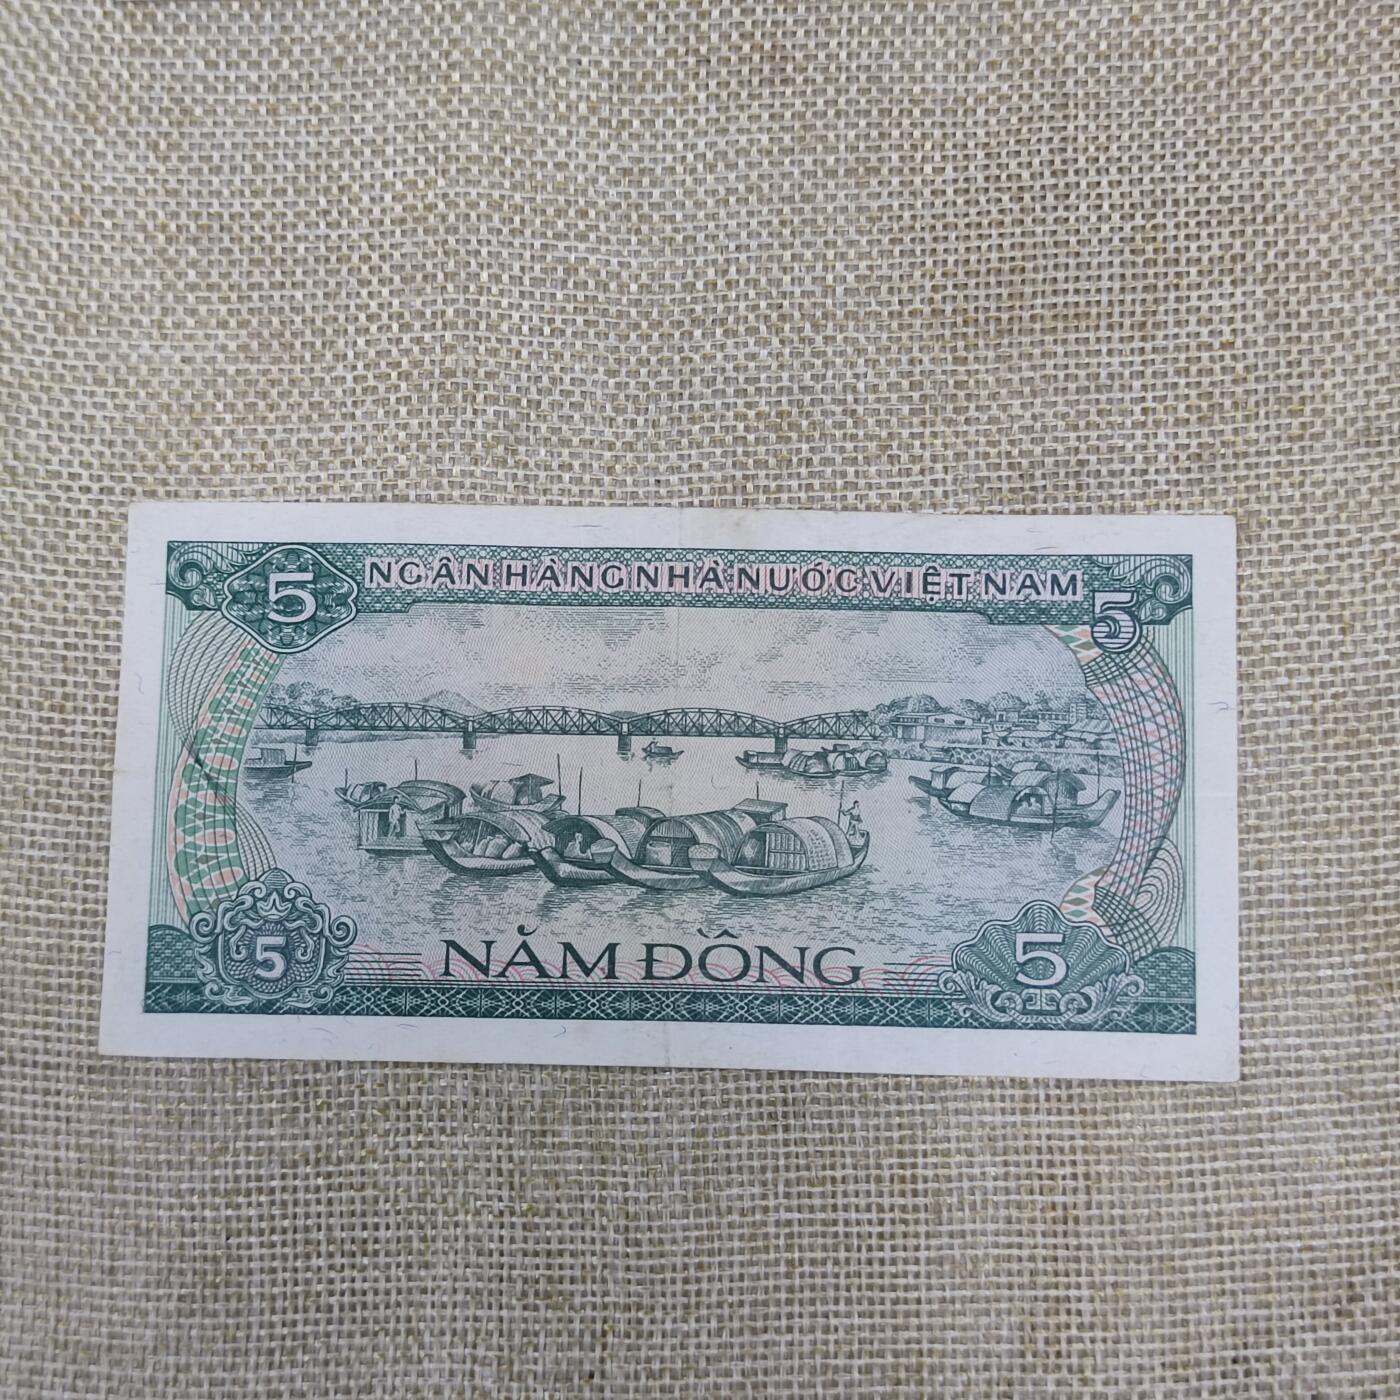 5 NGÂN HÀNG NHÀ NƯỚC VIỆT NAM 5
5 NĂM ĐỒNG 5